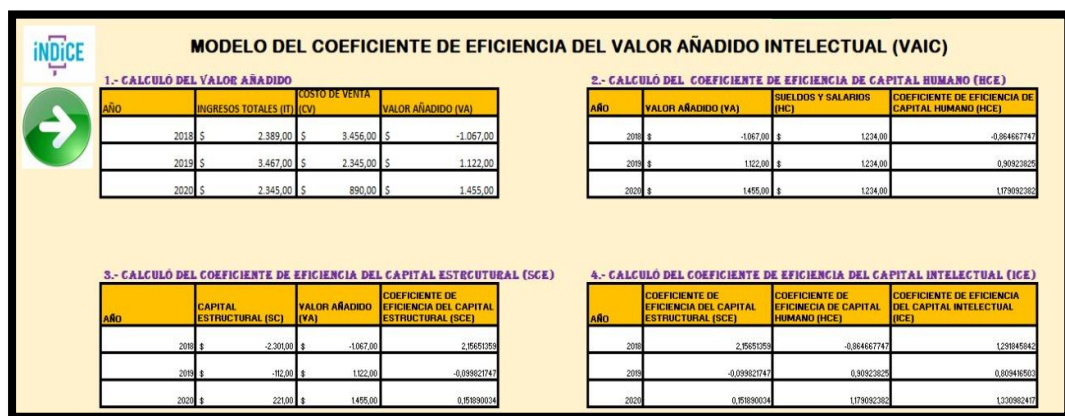 iNDiCE
MODELO DEL COEFICIENTE DE EFICIENCIA DEL VALOR AÑADIDO INTELECTUAL (VAIC)
1.- CALCULÓ DEL VALOR AÑADIDO
AÑO INGRESOS TOTALES (IT) COSTO DE VENTA (CV) VALOR AÑADIDO (VA)
2018 $ 2.389,00 $ 3.456,00 $ -1.067,00
2019 $ 3.467,00 $ 2.345,00 $ 1.122,00
2020 $ 2.345,00 $ 890,00 $ 1.455,00
2.- CALCULÓ DEL COEFICIENTE DE EFICIENCIA DE CAPITAL HUMANO (HCE)
AÑO VALOR AÑADIDO (VA) SUELDOS Y SALARIOS (HC) COEFICIENTE DE EFICIENCIA DE CAPITAL HUMANO (HCE)
2018 $ -1.067,00 $ 1.234,00 -0,864667747
2019 $ 1.122,00 $ 1.234,00 0,90923825
2020 $ 1.455,00 $ 1.234,00 1,179092382
3.- CALCULÓ DEL COEFICIENTE DE EFICIENCIA DEL CAPITAL ESTRCUTURAL (SCE)
AÑO CAPITAL ESTRUCTURAL (SC) VALOR AÑADIDO (VA) COEFICIENTE DE EFICIENCIA DEL CAPITAL ESTRUCTURAL (SCE)
2018 $ -2.301,00 $ -1.067,00 2,15651359
2019 $ -112,00 $ 1.122,00 -0,099821747
2020 $ 221,00 $ 1.455,00 0,151890034
4.- CALCULÓ DEL COEFICIENTE DE EFICIENCIA DEL CAPITAL INTELECTUAL (ICE)
AÑO COEFICIENTE DE EFICIENCIA DEL CAPITAL ESTRUCTURAL (SCE) COEFICIENTE DE EFICINECIA DE CAPITAL HUMANO (HCE) COEFICIENTE DE EFICIENCIA DEL CAPITAL INTELECTUAL (ICE)
2018 2,15651359 -0,864667747 1,291845842
2019 -0,099821747 0,90923825 0,809416503
2020 0,151890034 1,179092382 1,330982417